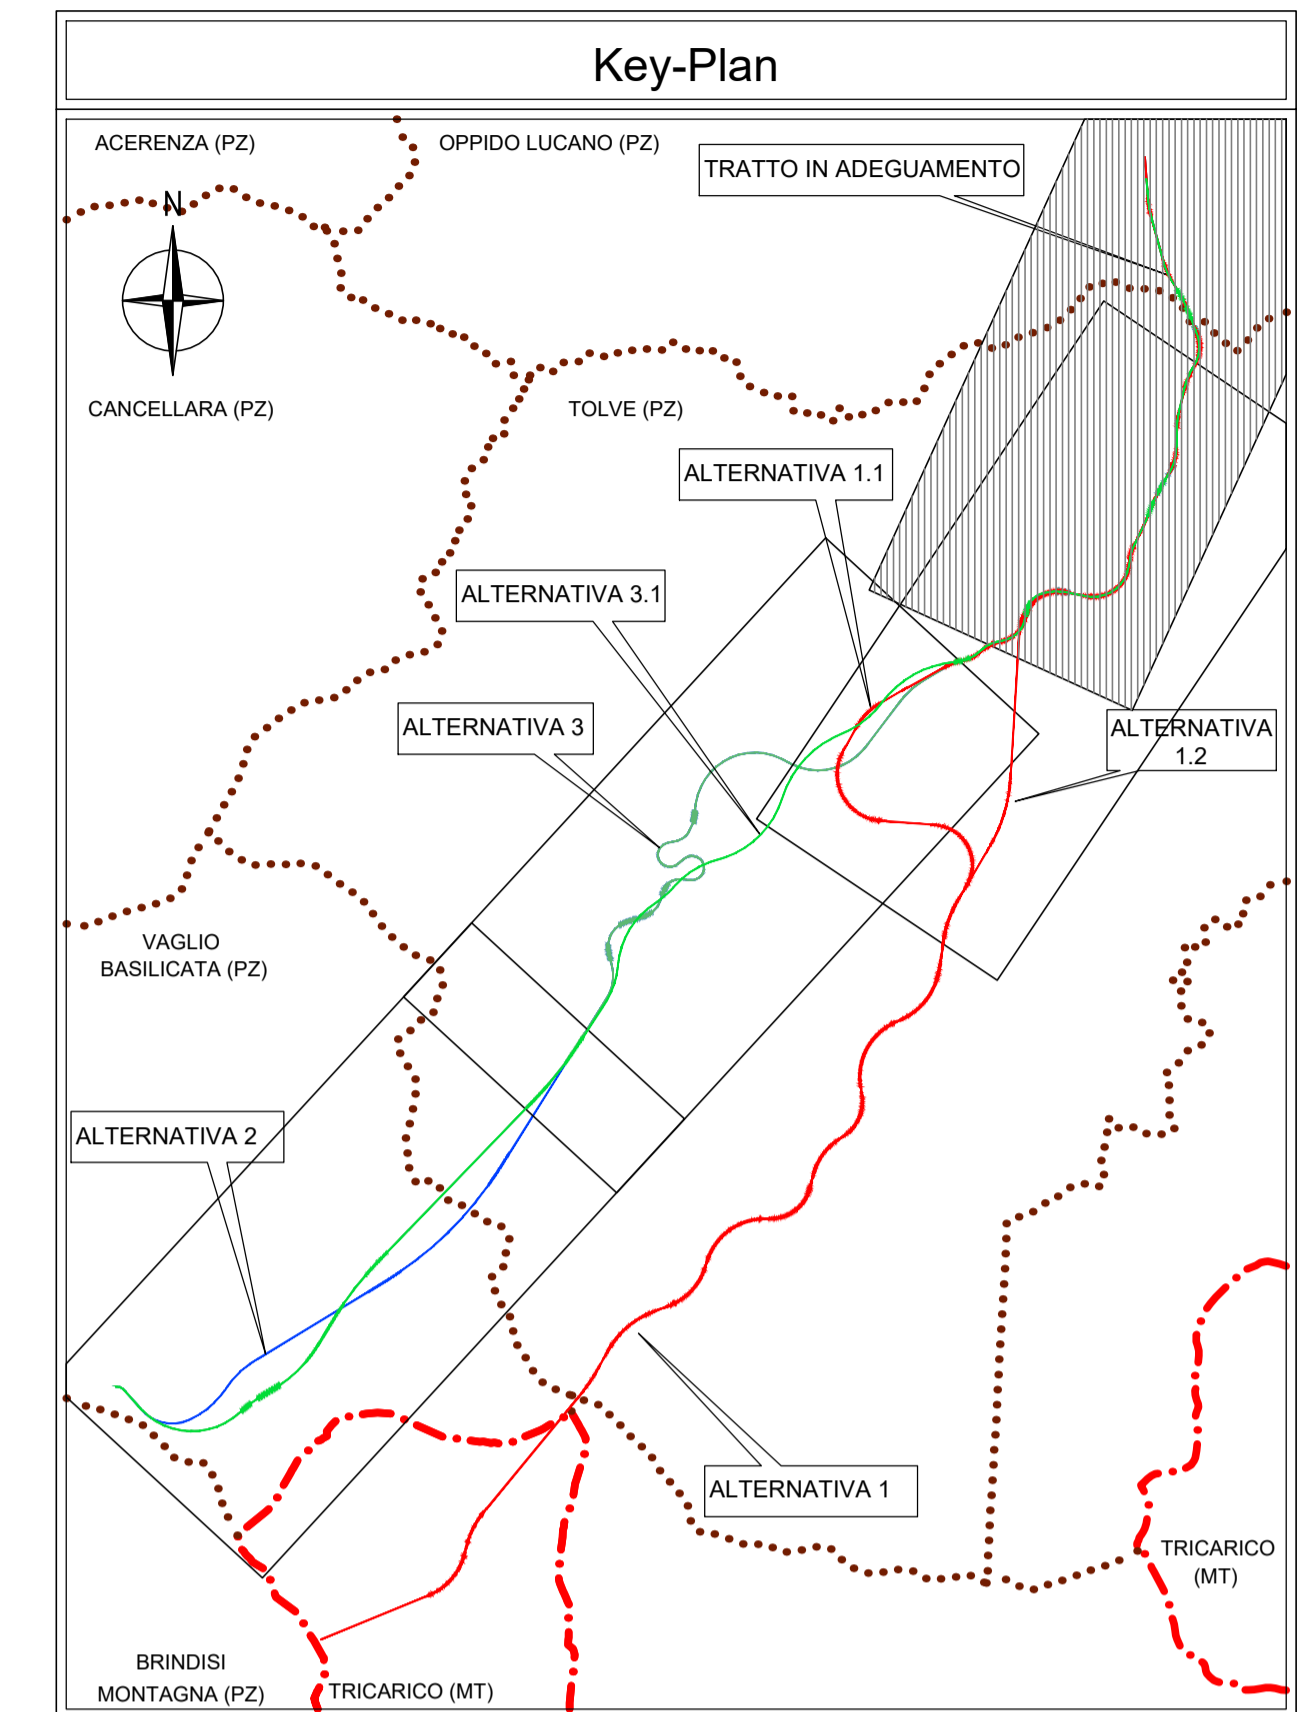 Key-Plan
ACERENZA (PZ)
OPPIDO LUCANO (PZ)
TRATTO IN ADEGUAMENTO
N
CANCELLARA (PZ)
TOLVE (PZ)
ALTERNATIVA 1.1
ALTERNATIVA 3.1
ALTERNATIVA 3
ALTERNATIVA
1.2
VAGLIO
BASILICATA (PZ)
ALTERNATIVA 2
ALTERNATIVA 1
TRICARICO
(MT)
BRINDISI
MONTAGNA (PZ)
TRICARICO (MT)